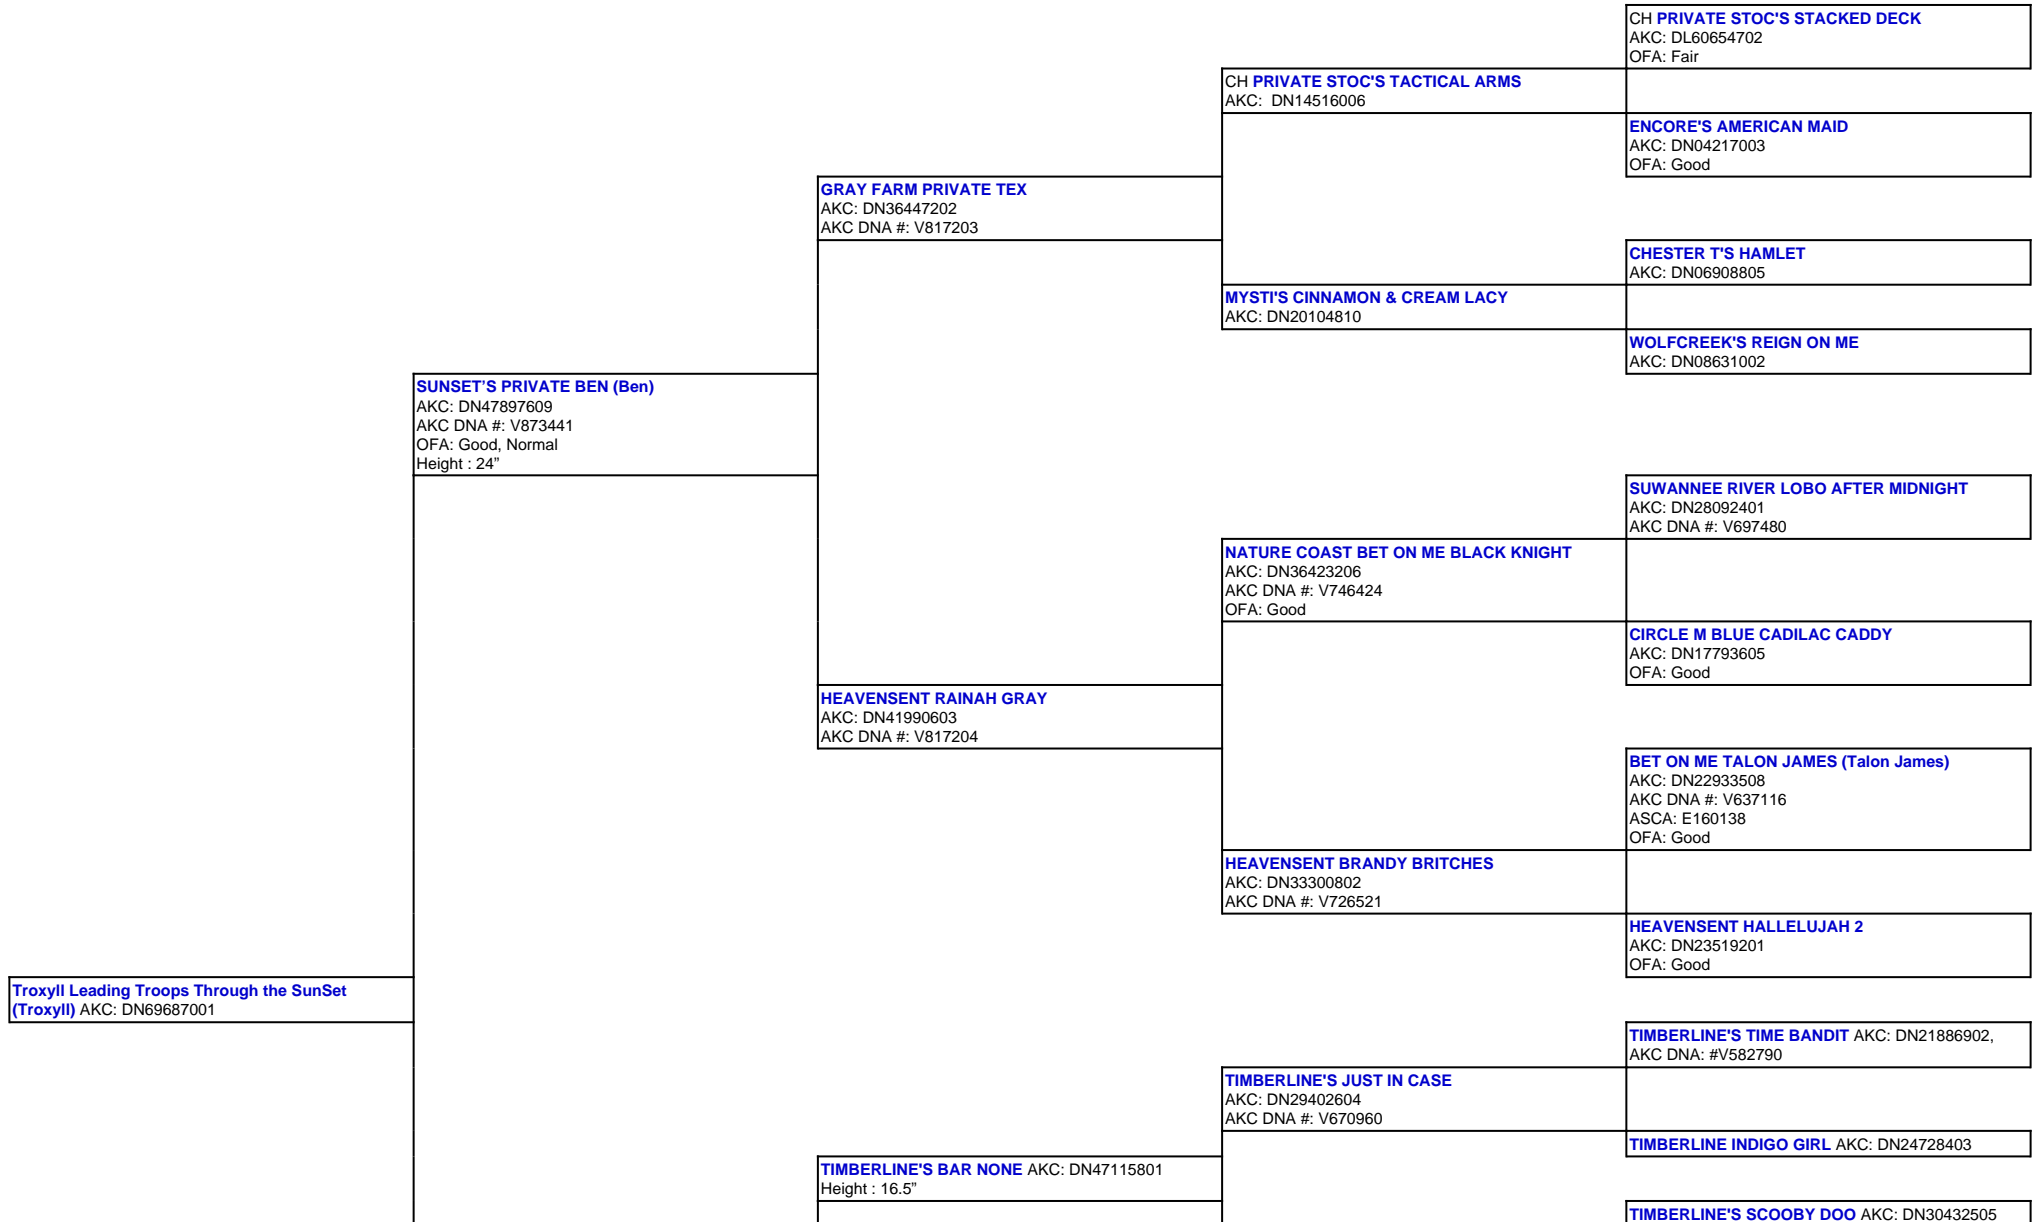 CH PRIVATE STOC'S STACKED DECK
AKC: DL60654702
OFA: Fair
CH PRIVATE STOC'S TACTICAL ARMS
AKC:  DN14516006
ENCORE'S AMERICAN MAID
AKC: DN04217003
OFA: Good
GRAY FARM PRIVATE TEX
AKC: DN36447202
AKC DNA #: V817203
CHESTER T'S HAMLET
AKC: DN06908805
MYSTI'S CINNAMON & CREAM LACY
AKC: DN20104810
WOLFCREEK'S REIGN ON ME
AKC: DN08631002
SUNSET’S PRIVATE BEN (Ben)
AKC: DN47897609
AKC DNA #: V873441
OFA: Good, Normal
Height : 24”
SUWANNEE RIVER LOBO AFTER MIDNIGHT
AKC: DN28092401
AKC DNA #: V697480
NATURE COAST BET ON ME BLACK KNIGHT
AKC: DN36423206
AKC DNA #: V746424
OFA: Good
CIRCLE M BLUE CADILAC CADDY
AKC: DN17793605
OFA: Good
HEAVENSENT RAINAH GRAY
AKC: DN41990603
AKC DNA #: V817204
BET ON ME TALON JAMES (Talon James)
AKC: DN22933508
AKC DNA #: V637116
ASCA: E160138
OFA: Good
HEAVENSENT BRANDY BRITCHES
AKC: DN33300802
AKC DNA #: V726521
HEAVENSENT HALLELUJAH 2
AKC: DN23519201
OFA: Good
Troxyll Leading Troops Through the SunSet
(Troxyll) AKC: DN69687001
TIMBERLINE'S TIME BANDIT AKC: DN21886902,
AKC DNA: #V582790
TIMBERLINE'S JUST IN CASE
AKC: DN29402604
AKC DNA #: V670960
TIMBERLINE INDIGO GIRL AKC: DN24728403
TIMBERLINE'S BAR NONE AKC: DN47115801
Height : 16.5”
TIMBERLINE'S SCOOBY DOO AKC: DN30432505